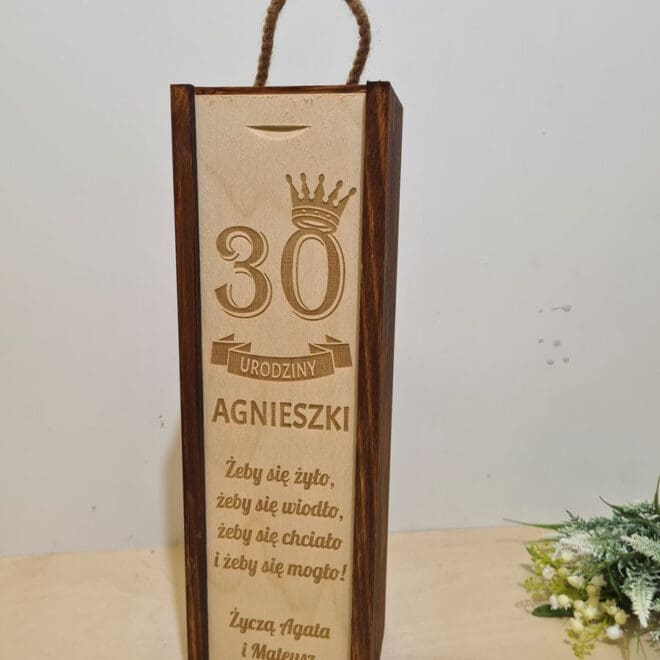 30
URODZINY
AGNIESZKI
Żeby się żyło,
żeby się wiodło,
żeby się chciało
i żeby się mogło!
Życzą Agata
i Mateusz